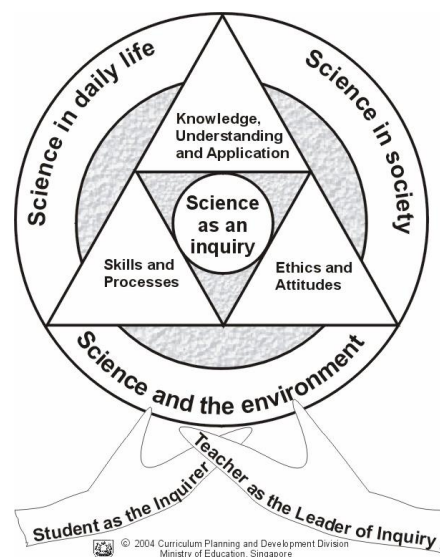 Science in daily life
Science in society
Knowledge,
Understanding
and Application
Science
as an
inquiry
Skills and
Processes
Ethics and
Attitudes
Science and the environment
Student as the Inquirer
Teacher as the Leader of Inquiry
© 2004 Curriculum Planning and Development Division
Ministry of Education, Singapore